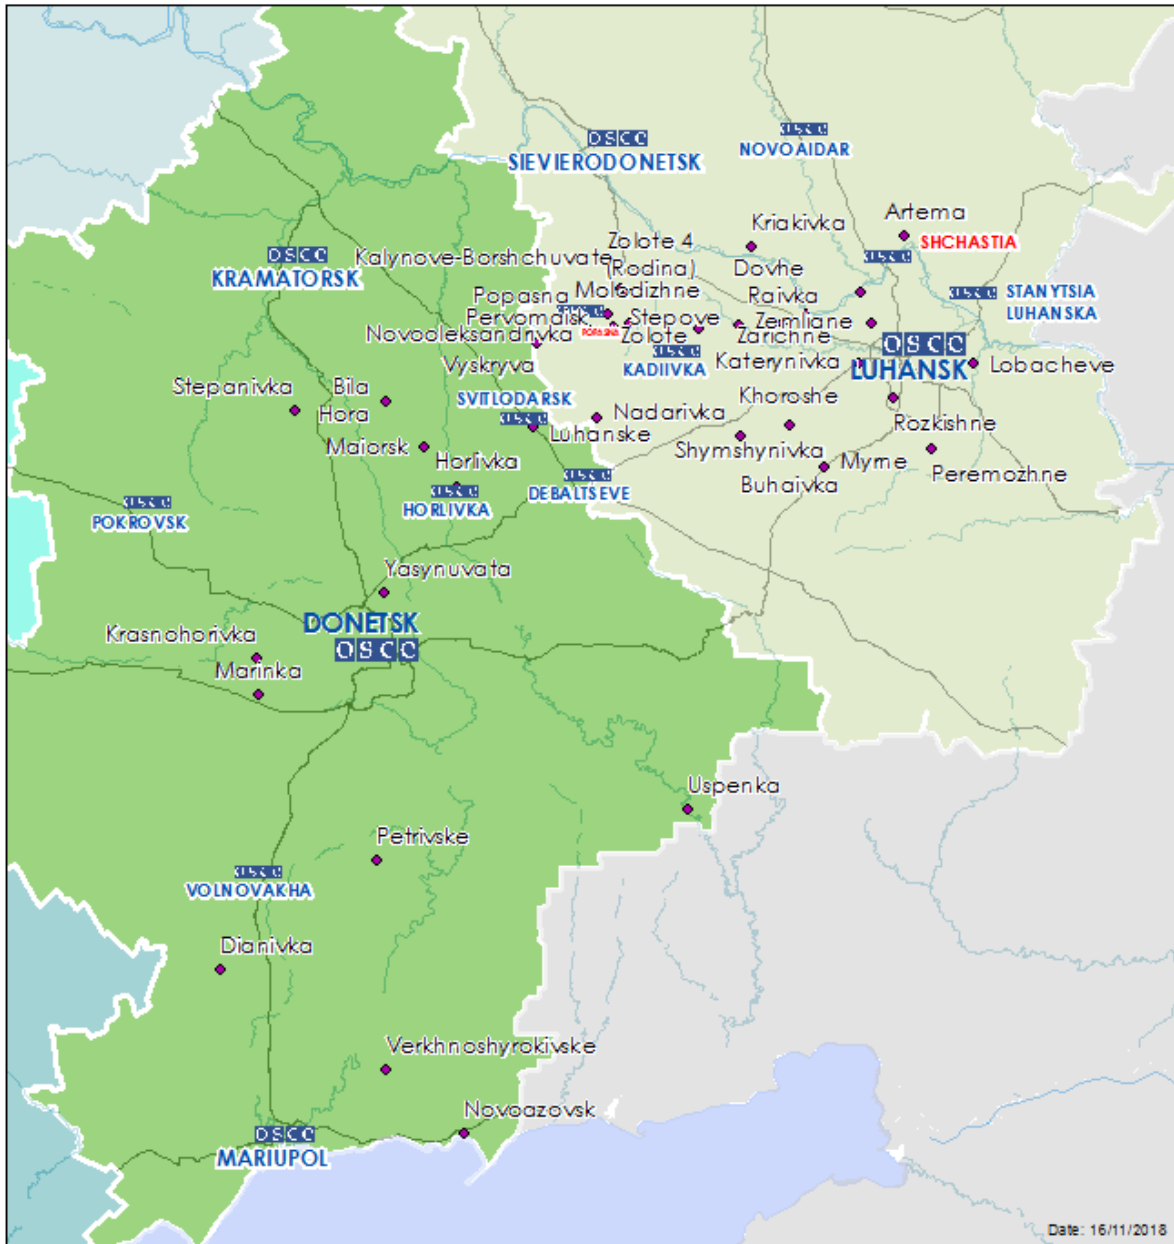 OSCE
SIEVIERODONETSK
OSCE
NOVOAIDAR
Artema
SHCHASTIA
Kriakivka
OSCE
KRAMATORSK
Kalynove-Borshchuvate
Zolote 4
(Rodina)
Dovhe
OSCE
OSCE
STANYTSIA
LUHANSKA
Popasna
Molodizhne
Raivka
Pervomaisk
OSCE
POPASNA
Stepove
Zemliane
Novooleksandrivka
Zolote
Zarichne
OSCE
LUHANSK
Vyskryva
OSCE
KADIIVKA
Katerynivka
Lobacheve
Stepanivka
Bila
Hora
SVITLODARSK
OSCE
Luhanske
Nadarivka
Khoroshe
Rozkishne
Maiorsk
Horlivka
Shymshynivka
Myrne
Peremozhne
OSCE
POKROVSK
OSCE
HORLIVKA
OSCE
DEBALTSEVE
Buhaivka
Yasynuvata
DONETSK
OSCE
Krasnohorivka
Marinka
Uspenka
Petrivske
OSCE
VOLNOVAKHA
Dianivka
Verkhnoshyrokivske
Novoazovsk
OSCE
MARIUPOL
Date: 16/11/2018